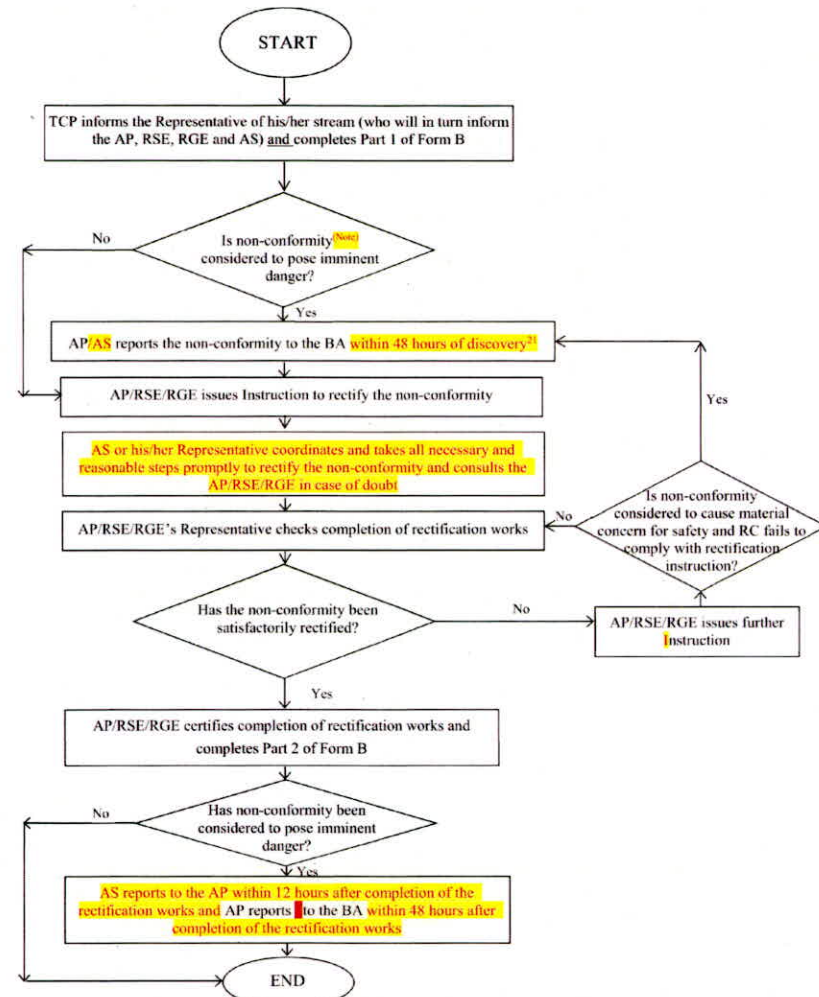 START
TCP informs the Representative of his/her stream (who will in turn inform
the AP, RSE, RGE and AS) and completes Part 1 of Form B
No
Is non-conformity(Note)
considered to pose imminent
danger?
Yes
AP/AS reports the non-conformity to the BA within 48 hours of discovery21
Yes
AP/RSE/RGE issues Instruction to rectify the non-conformity
AS or his/her Representative coordinates and takes all necessary and
reasonable steps promptly to rectify the non-conformity and consults the
AP/RSE/RGE in case of doubt
Is non-conformity
considered to cause material
concern for safety and RC fails to
comply with rectification
instruction?
No
AP/RSE/RGE's Representative checks completion of rectification works
Has the non-conformity been
satisfactorily rectified?
No
AP/RSE/RGE issues further
Instruction
Yes
AP/RSE/RGE certifies completion of rectification works and
completes Part 2 of Form B
No
Has non-conformity been
considered to pose imminent
danger?
Yes
AS reports to the AP within 12 hours after completion of the
rectification works and AP reports to the BA within 48 hours after
completion of the rectification works
END